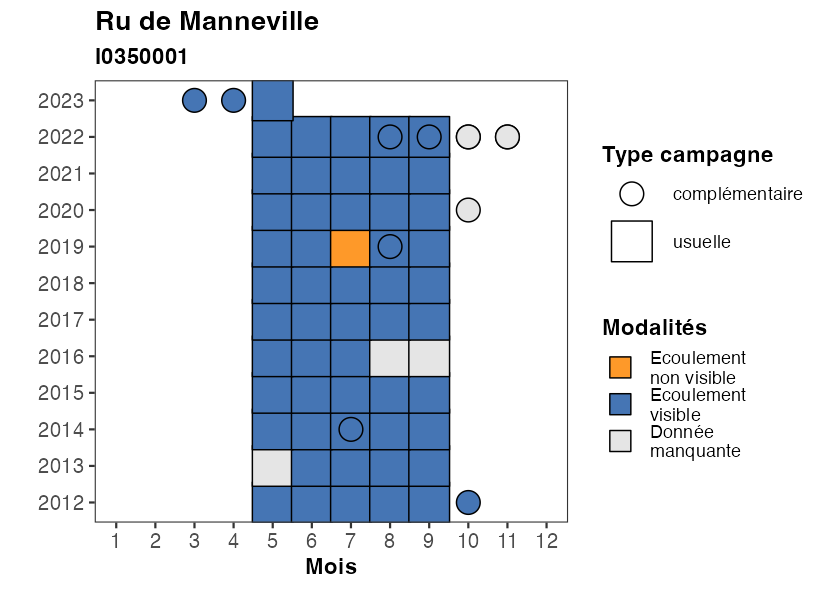 Ru de Manneville
I0350001
2023
2022
2021
2020
2019
2018
2017
2016
2015
2014
2013
2012
1 2 3 4 5 6 7 8 9 10 11 12
Mois
Type campagne
complémentaire
usuelle
Modalités
Ecoulement
non visible
Ecoulement
visible
Donnée
manquante